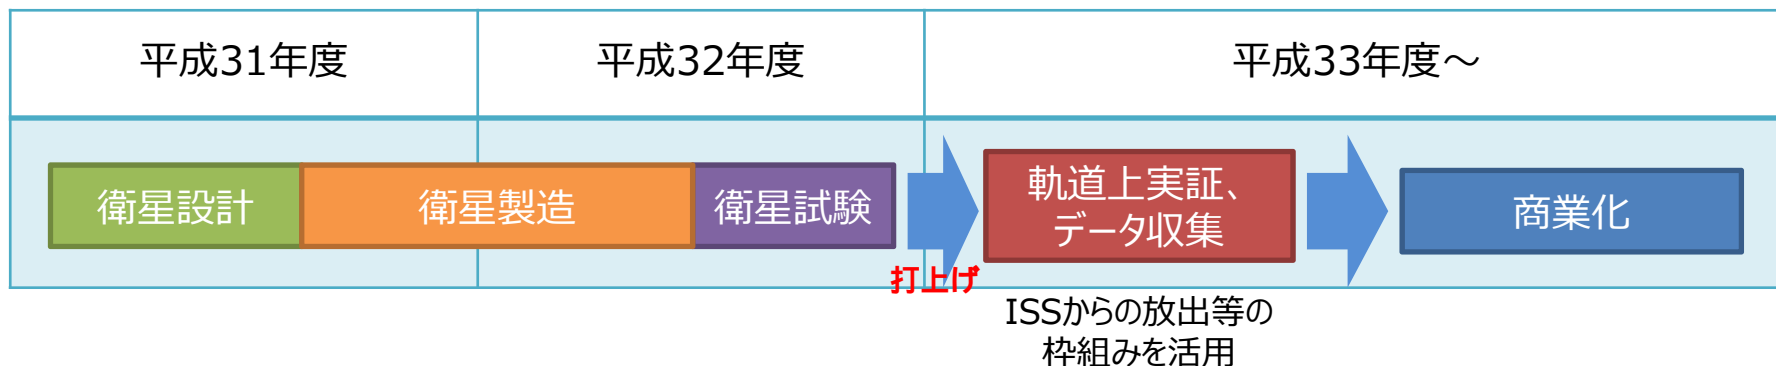 平成31年度
平成32年度
平成33年度～
衛星設計
衛星製造
衛星試験
打上げ
軌道上実証、
データ収集
商業化
ISSからの放出等の
枠組みを活用